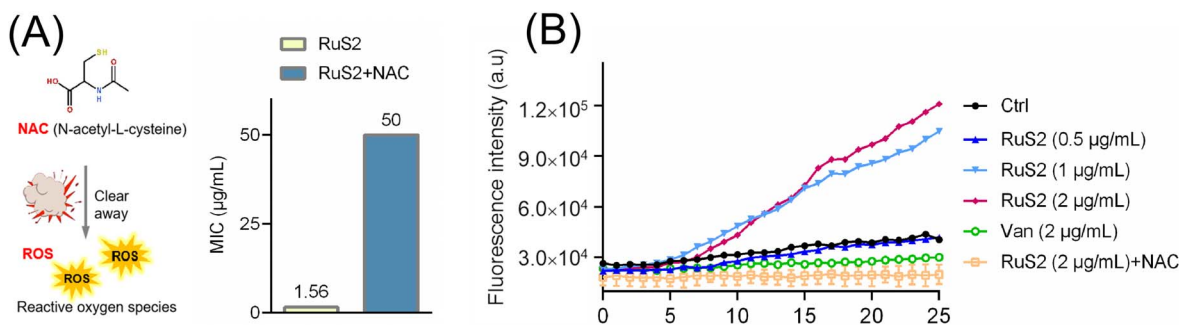 (A)
SH
HO
O
N
H
O
NAC (N-acetyl-L-cysteine)
Clear
away
ROS
ROS
ROS
Reactive oxygen species
RuS2
RuS2+NAC
MIC (μg/mL)
50
25
0
1.56
50
(B)
Fluorescence intensity (a.u)
1.2×10⁵
9.0×10⁴
6.0×10⁴
3.0×10⁴
0 5 10 15 20 25
Ctrl
RuS2 (0.5 μg/mL)
RuS2 (1 μg/mL)
RuS2 (2 μg/mL)
Van (2 μg/mL)
RuS2 (2 μg/mL)+NAC